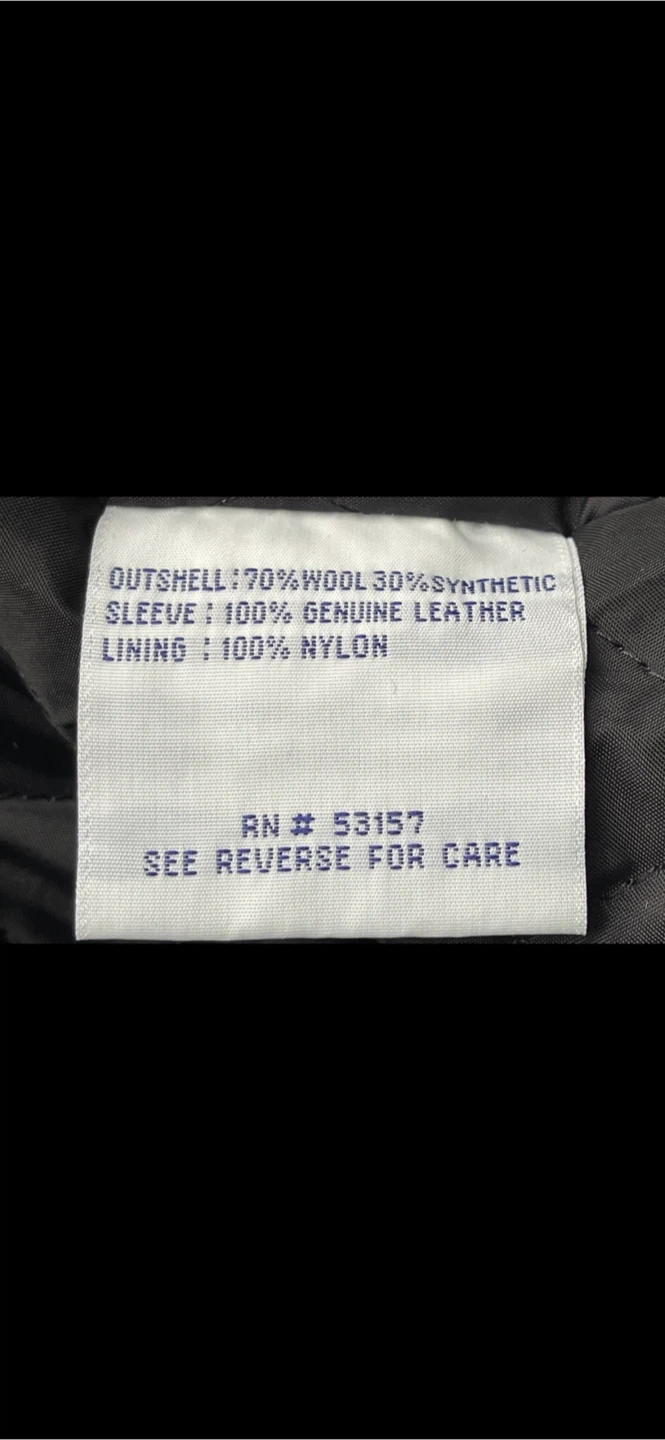 OUTSHELL:70%WOOL 30%SYNTHETIC
SLEEVE : 100% GENUINE LEATHER
LINING : 100% NYLON
RN # 53157
SEE REVERSE FOR CARE